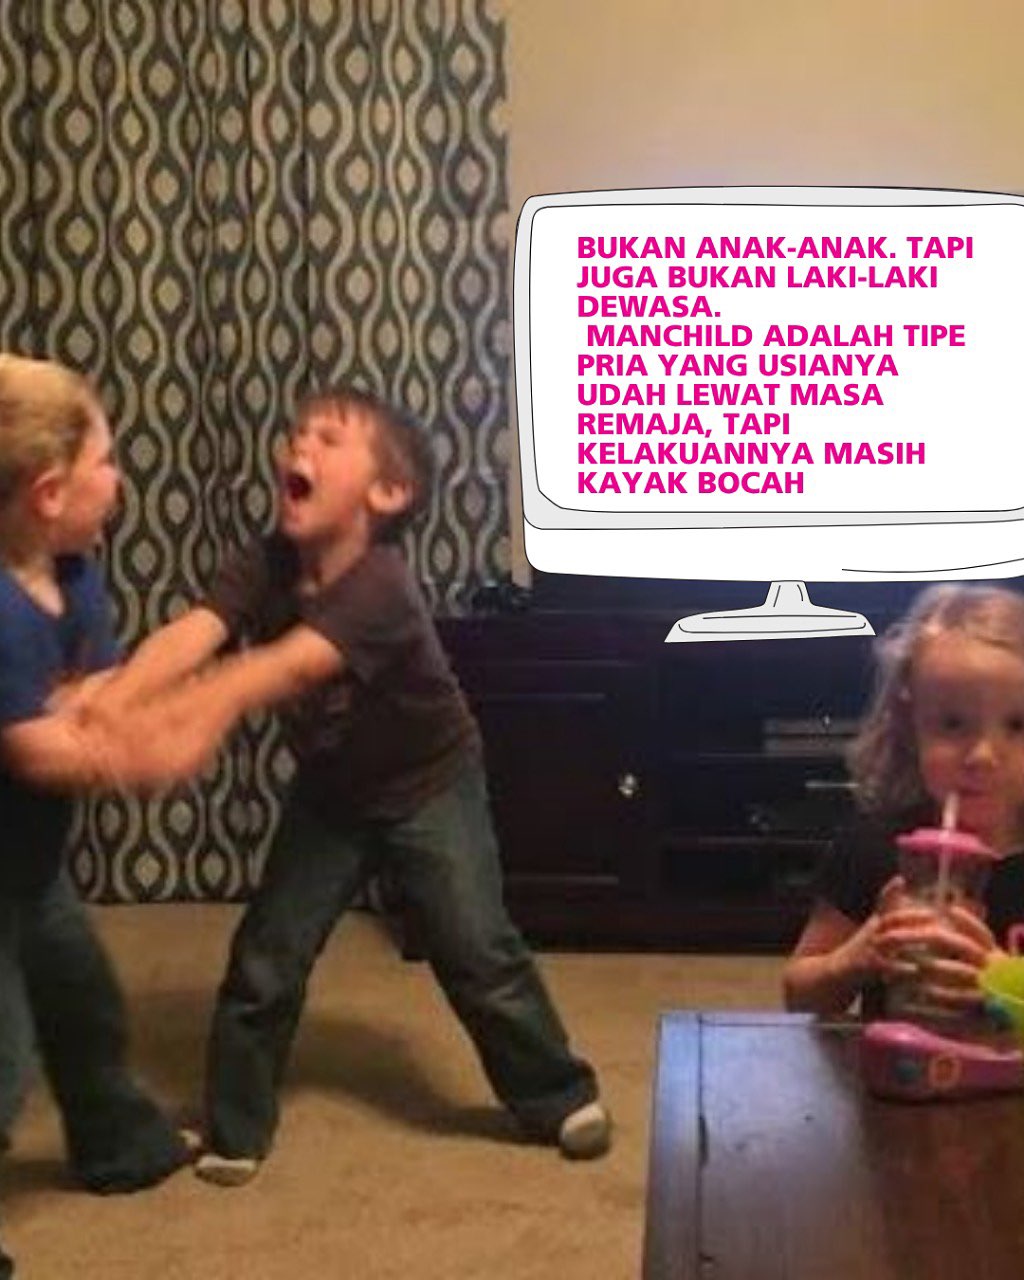 BUKAN ANAK-ANAK. TAPI
JUGA BUKAN LAKI-LAKI
DEWASA.
MANCHILD ADALAH TIPE
PRIA YANG USIANYA
UDAH LEWAT MASA
REMAJA, TAPI
KELAKUANNYA MASIH
KAYAK BOCAH